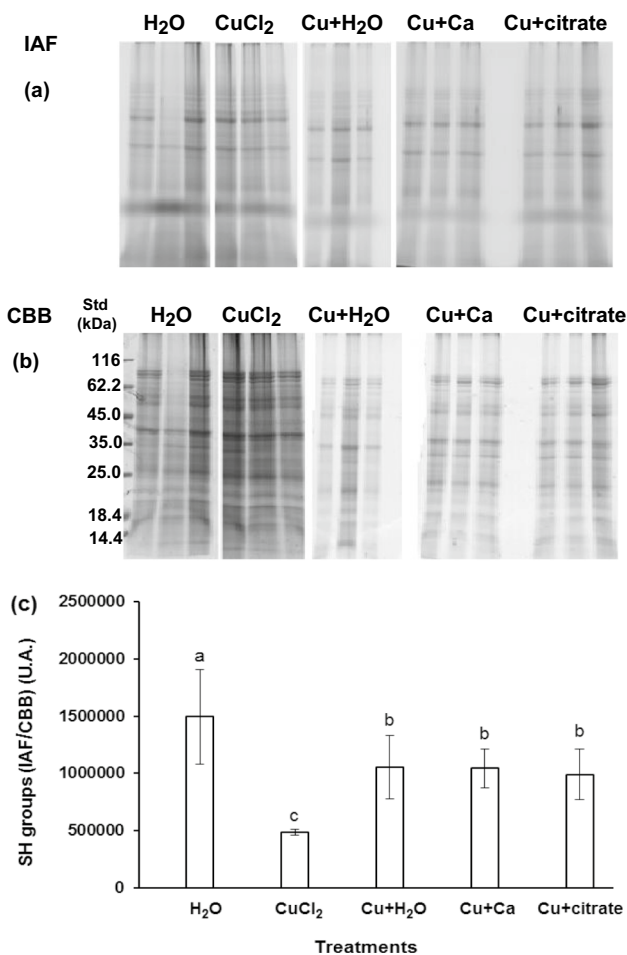 IAF
H₂O CuCl₂ Cu+H₂O Cu+Ca Cu+citrate
(a)
CBB
Std
(kDa)
H₂O CuCl₂ Cu+H₂O Cu+Ca Cu+citrate
(b)
116
62.2
45.0
35.0
25.0
18.4
14.4
(c)
SH groups (IAF/CBB) (U.A.)
2500000
2000000
1500000
1000000
500000
0
a
c
b
b
b
H₂O CuCl₂ Cu+H₂O Cu+Ca Cu+citrate
Treatments